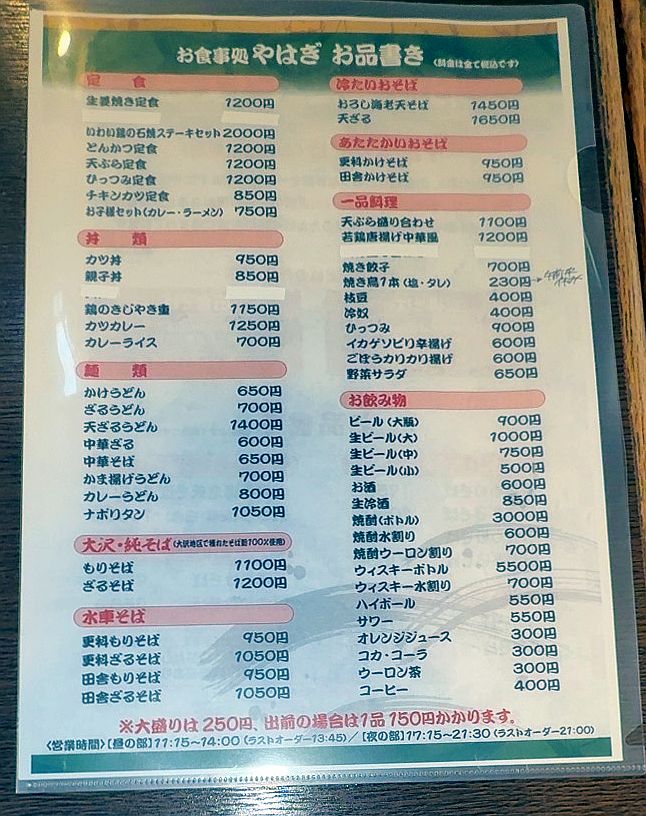 お食事処 やはぎ お品書き 〈料金は全て税込です〉
定 食
生姜焼き定食 1200円
いわい鶏の石焼ステーキセット 2000円
とんかつ定食 1200円
天ぷら定食 1200円
ひっつみ定食 1200円
チキンカツ定食 850円
お子様セット(カレー・ラーメン) 750円
丼 類
カツ丼 950円
親子丼 850円
鶏のきじやき重 1150円
カツカレー 1250円
カレーライス 700円
麺 類
かけうどん 650円
ざるうどん 700円
天ざるうどん 1400円
中華ざる 600円
中華そば 650円
かま揚げうどん 700円
カレーうどん 800円
ナポリタン 1050円
大沢・純そば(大沢地区で穫れたそば粉100%使用)
もりそば 1100円
ざるそば 1200円
水車そば
更科もりそば 950円
更科ざるそば 1050円
田舎もりそば 950円
田舎ざるそば 1050円
冷たいおそば
おろし海老天そば 1450円
天ざる 1650円
あたたかいおそば
更科かけそば 950円
田舎かけそば 950円
一品料理
天ぷら盛り合わせ 1100円
若鶏唐揚げ中華風 1200円
焼き餃子 700円
焼き鳥1本(塩・タレ) 230円
枝豆 400円
冷奴 400円
ひっつみ 900円
イカゲソピリ辛揚げ 600円
ごぼうかりかり揚げ 600円
野菜サラダ 650円
お飲み物
ビール(大瓶) 900円
生ビール(大) 1000円
生ビール(中) 750円
生ビール(小) 500円
お酒 600円
生冷酒 850円
焼酎(ボトル) 3000円
焼酎水割り 600円
焼酎ウーロン割り 700円
ウィスキーボトル 5500円
ウィスキー水割り 700円
ハイボール 550円
サワー 550円
オレンジジュース 300円
コカ・コーラ 300円
ウーロン茶 300円
コーヒー 400円
※大盛りは250円、出前の場合は1品150円かかります。
〈営業時間〉【昼の部】11:15~14:00(ラストオーダー13:45)/【夜の部】17:15~21:30(ラストオーダー21:00)